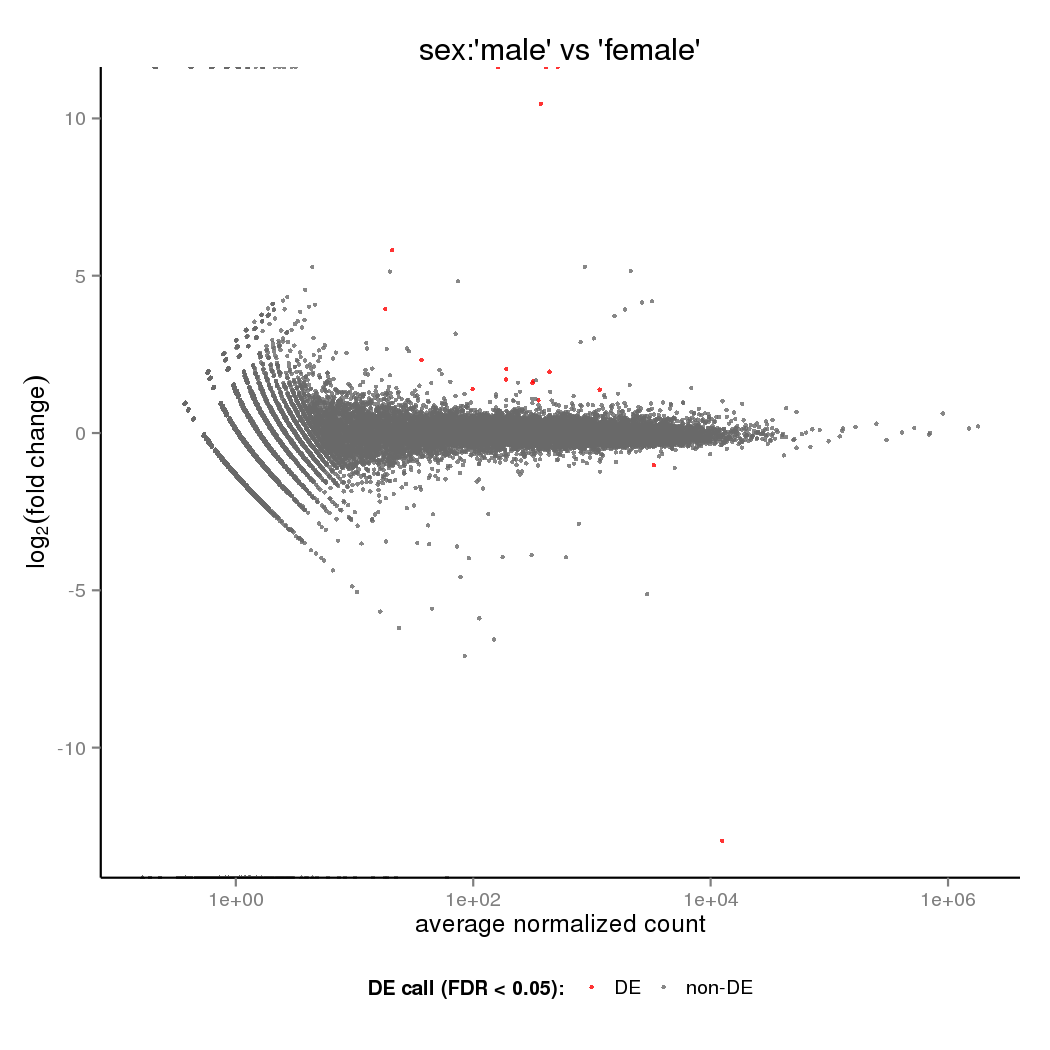 sex:'male' vs 'female'
10
5
0
-5
-10
log2(fold change)
1e+00 1e+02 1e+04 1e+06
average normalized count
DE call (FDR < 0.05): DE non-DE